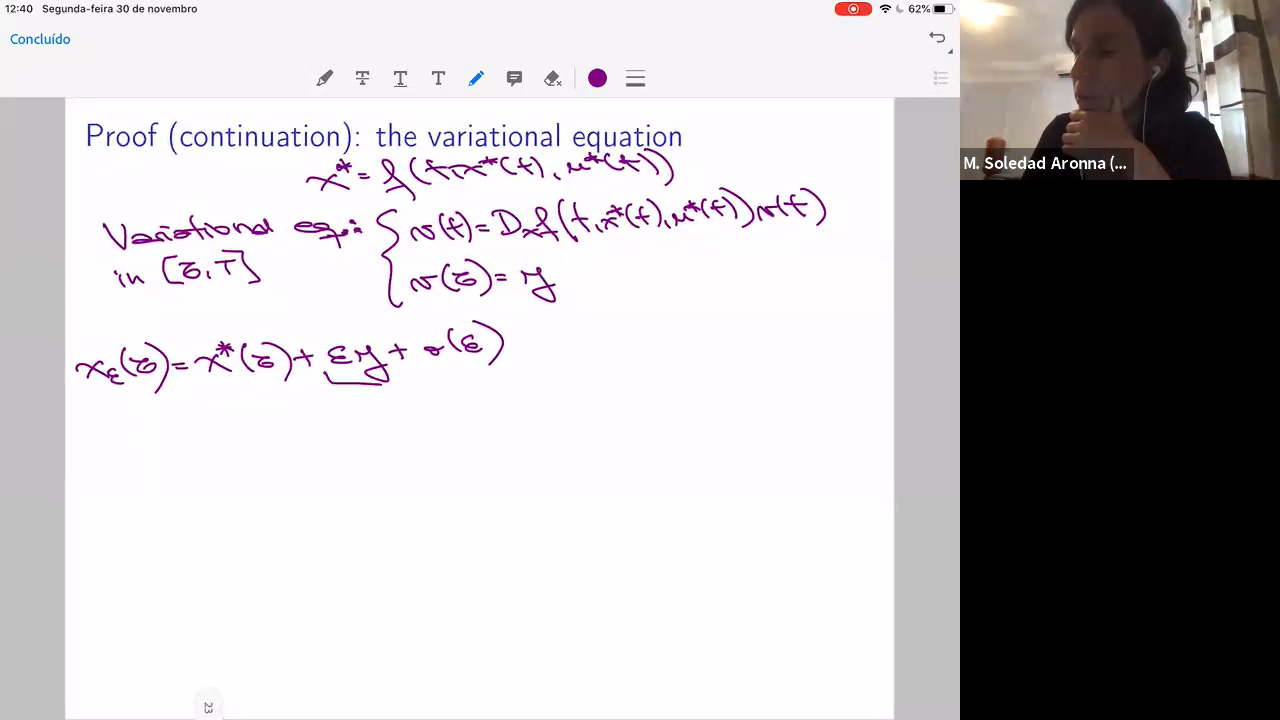 12:40 Segunda-feira 30 de novembro 62%
Concluído
T T T
Proof (continuation): the variational equation
x* = f(t, x*(t), u*(t))
Variational eq: { v(t) = Dₓf(t, x*(t), u*(t)) v(t)
in [τ, T] v(τ) = y
x_ε(τ) = x*(τ) + εy + o(ε)
23
M. Soledad Aronna (...